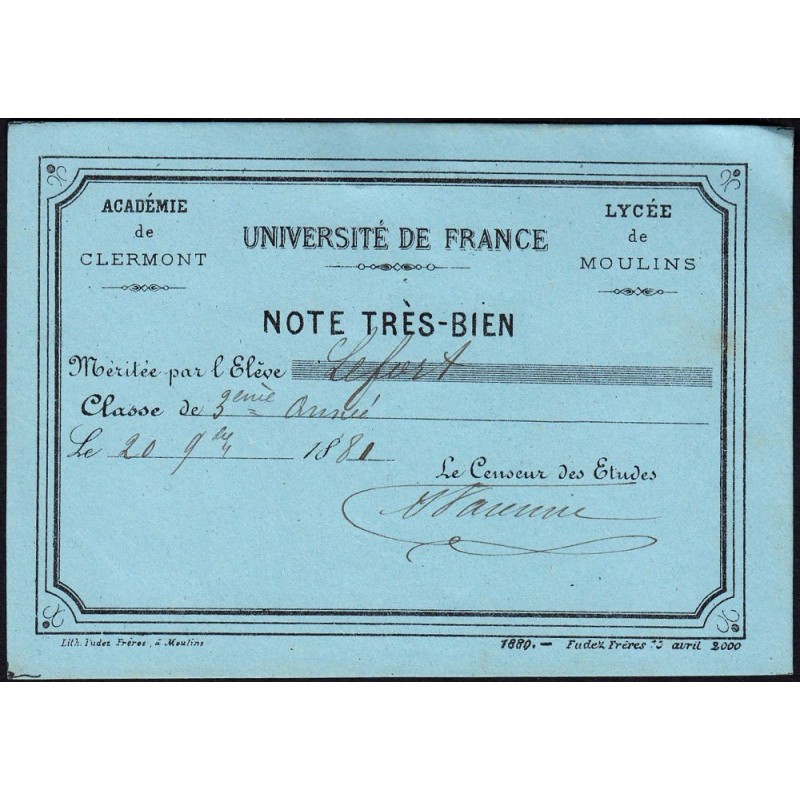 ACADÉMIE
de
CLERMONT
UNIVERSITÉ DE FRANCE
LYCÉE
de
MOULINS
NOTE TRÈS-BIEN
Méritée par l'Elève Lefort
Classe de 3ème Année
Le 20 9bre 1881
Le Censeur des Etudes
Lith. Fudez Frères, à Moulins
1880. — Fudez Frères avril 2000